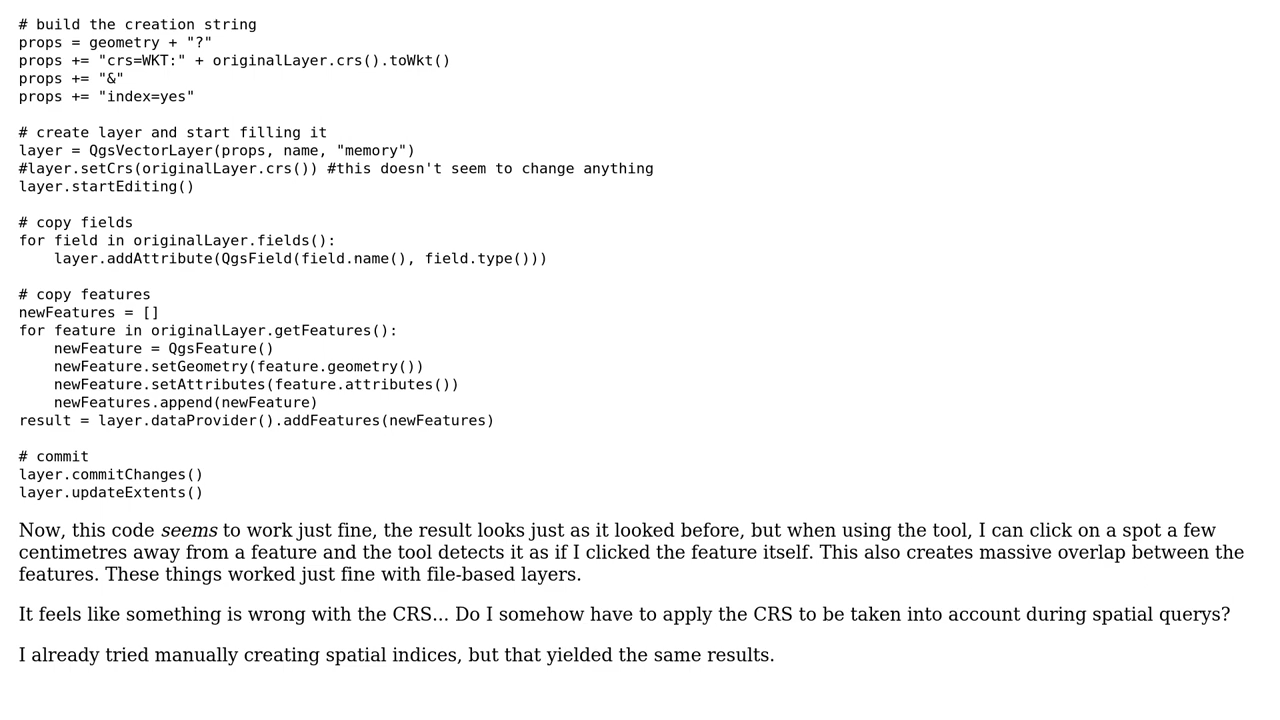 # build the creation string
props = geometry + "?"
props += "crs=WKT:" + originalLayer.crs().toWkt()
props += "&"
props += "index=yes"

# create layer and start filling it
layer = QgsVectorLayer(props, name, "memory")
#layer.setCrs(originalLayer.crs()) #this doesn't seem to change anything
layer.startEditing()

# copy fields
for field in originalLayer.fields():
    layer.addAttribute(QgsField(field.name(), field.type()))

# copy features
newFeatures = []
for feature in originalLayer.getFeatures():
    newFeature = QgsFeature()
    newFeature.setGeometry(feature.geometry())
    newFeature.setAttributes(feature.attributes())
    newFeatures.append(newFeature)
result = layer.dataProvider().addFeatures(newFeatures)

# commit
layer.commitChanges()
layer.updateExtents()

Now, this code seems to work just fine, the result looks just as it looked before, but when using the tool, I can click on a spot a few
centimetres away from a feature and the tool detects it as if I clicked the feature itself. This also creates massive overlap between the
features. These things worked just fine with file-based layers.

It feels like something is wrong with the CRS... Do I somehow have to apply the CRS to be taken into account during spatial querys?

I already tried manually creating spatial indices, but that yielded the same results.